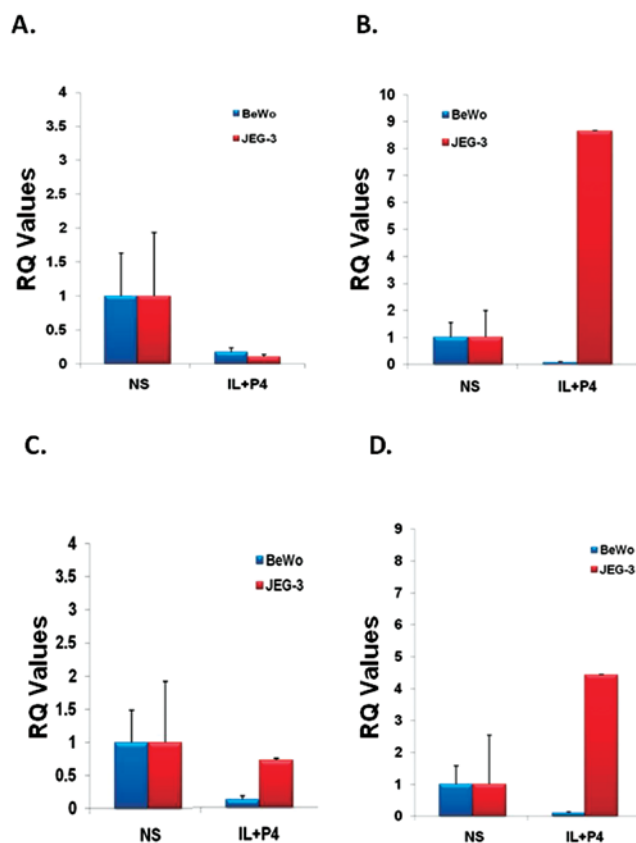 A.
RQ Values
4
3.5
3
2.5
2
1.5
1
0.5
0
BeWo
JEG-3
NS IL+P4
B.
RQ Values
10
9
8
7
6
5
4
3
2
1
0
BeWo
JEG-3
NS IL+P4
C.
RQ Values
4
3.5
3
2.5
2
1.5
1
0.5
0
BeWo
JEG-3
NS IL+P4
D.
RQ Values
9
8
7
6
5
4
3
2
1
0
BeWo
JEG-3
NS IL+P4